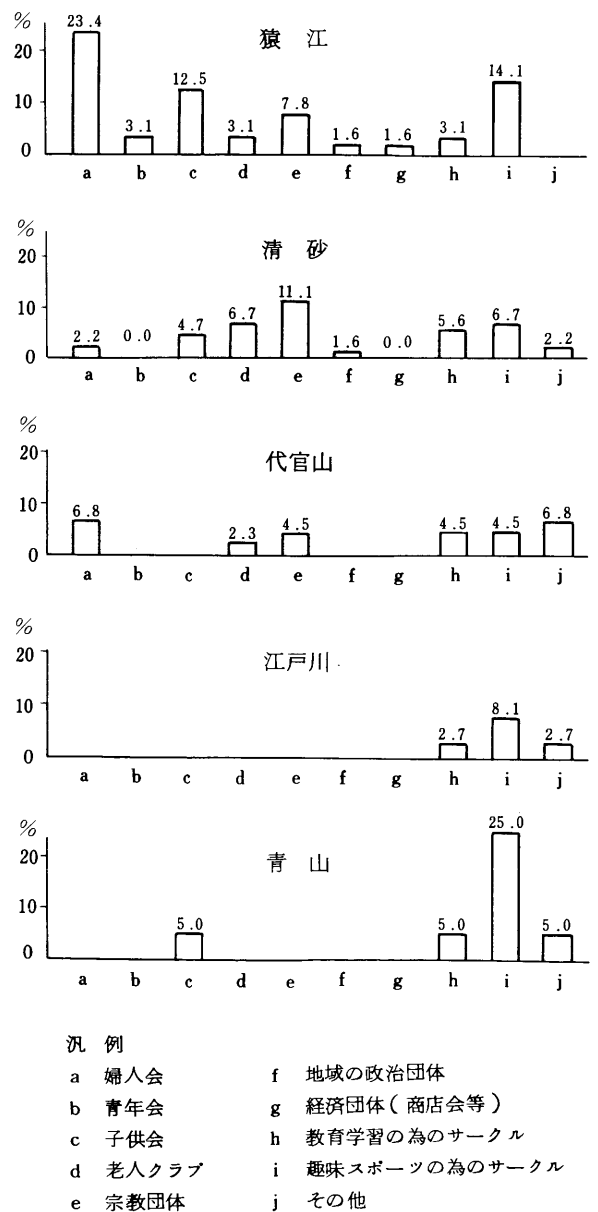 %
猿江
20
10
0
23.4
3.1
12.5
3.1
7.8
1.6
1.6
3.1
14.1
a b c d e f g h i j
%
清砂
20
10
0
2.2
0.0
4.7
6.7
11.1
1.6
0.0
5.6
6.7
2.2
a b c d e f g h i j
%
代官山
20
10
0
6.8
2.3
4.5
4.5
4.5
6.8
a b c d e f g h i j
%
江戸川
20
10
0
2.7
8.1
2.7
a b c d e f g h i j
%
青山
20
10
0
5.0
5.0
25.0
5.0
a b c d e f g h i j
汎例
a 婦人会
b 青年会
c 子供会
d 老人クラブ
e 宗教団体
f 地域の政治団体
g 経済団体(商店会等)
h 教育学習の為のサークル
i 趣味スポーツの為のサークル
j その他